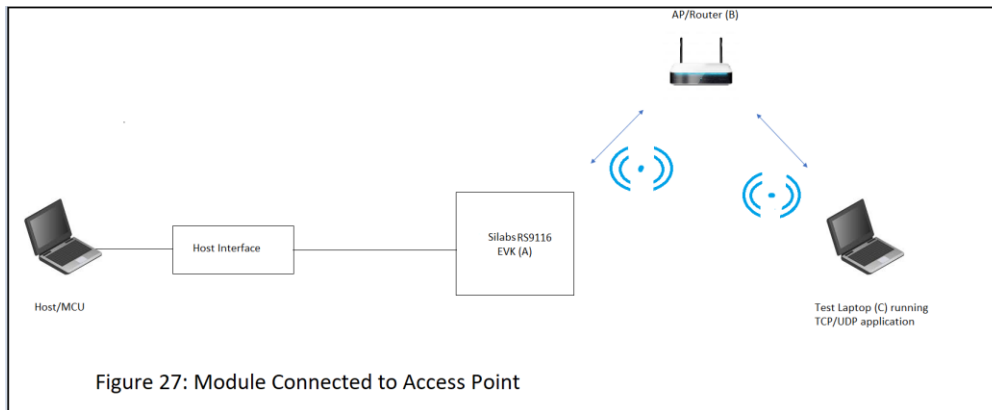 AP/Router (B)
Host Interface
Silabs RS9116
EVK (A)
Host/MCU
Test Laptop (C) running
TCP/UDP application
Figure 27: Module Connected to Access Point